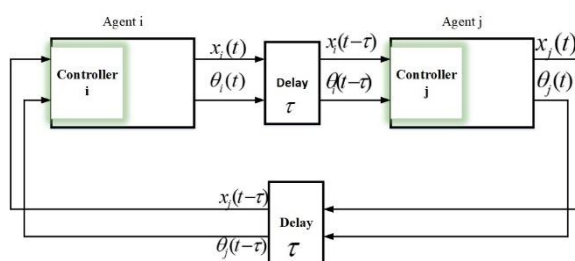 Agent i
Agent j
Controller
i
x_i(t)
θ_i(t)
Delay
τ
x_i(t−τ)
θ_i(t−τ)
Controller
j
x_j(t)
θ_j(t)
x_j(t−τ)
θ_j(t−τ)
Delay
τ